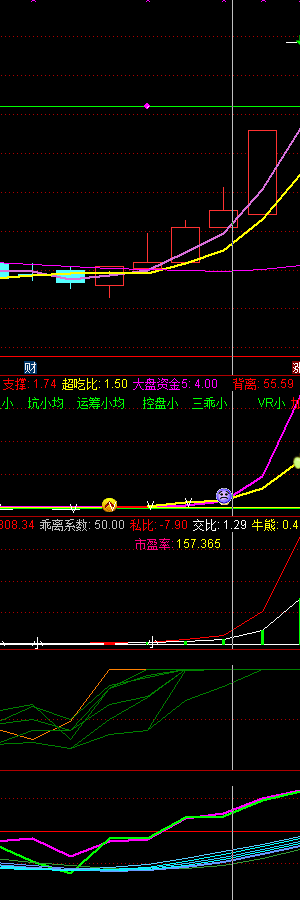 财 涨
支撑: 1.74 超吃比: 1.50 大盘资金5: 4.00 背离: 55.59
小 坑小均 运筹小均 控盘小 三乖小 VR小
808.34 乖离系数: 50.00 私比: -7.90 交比: 1.29 牛熊: 0.4
市盈率: 157.365